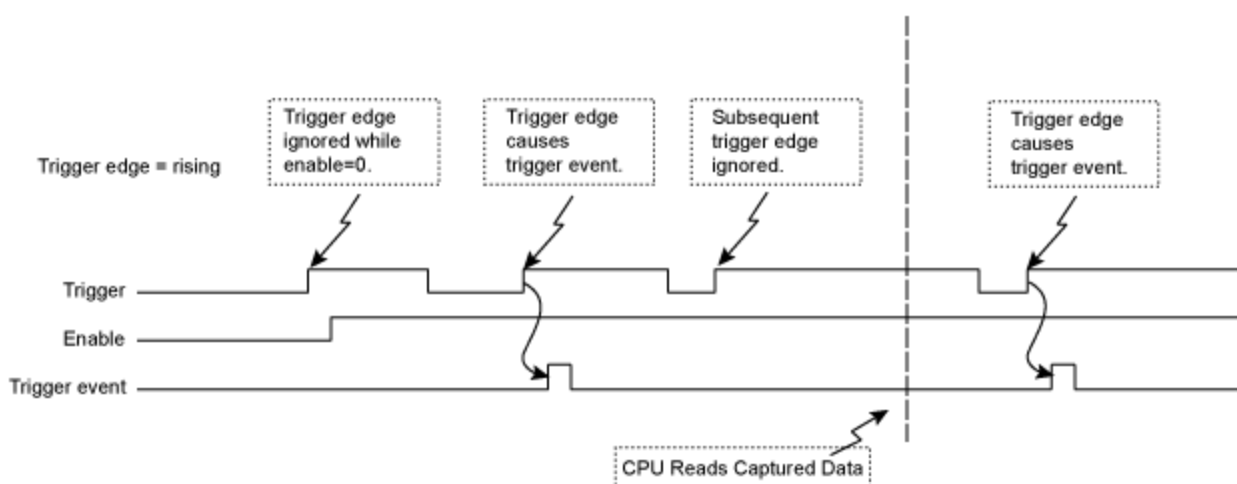 Trigger edge
ignored while
enable=0.
Trigger edge
causes
trigger event.
Subsequent
trigger edge
ignored.
Trigger edge
causes
trigger event.
Trigger edge = rising
Trigger
Enable
Trigger event
CPU Reads Captured Data